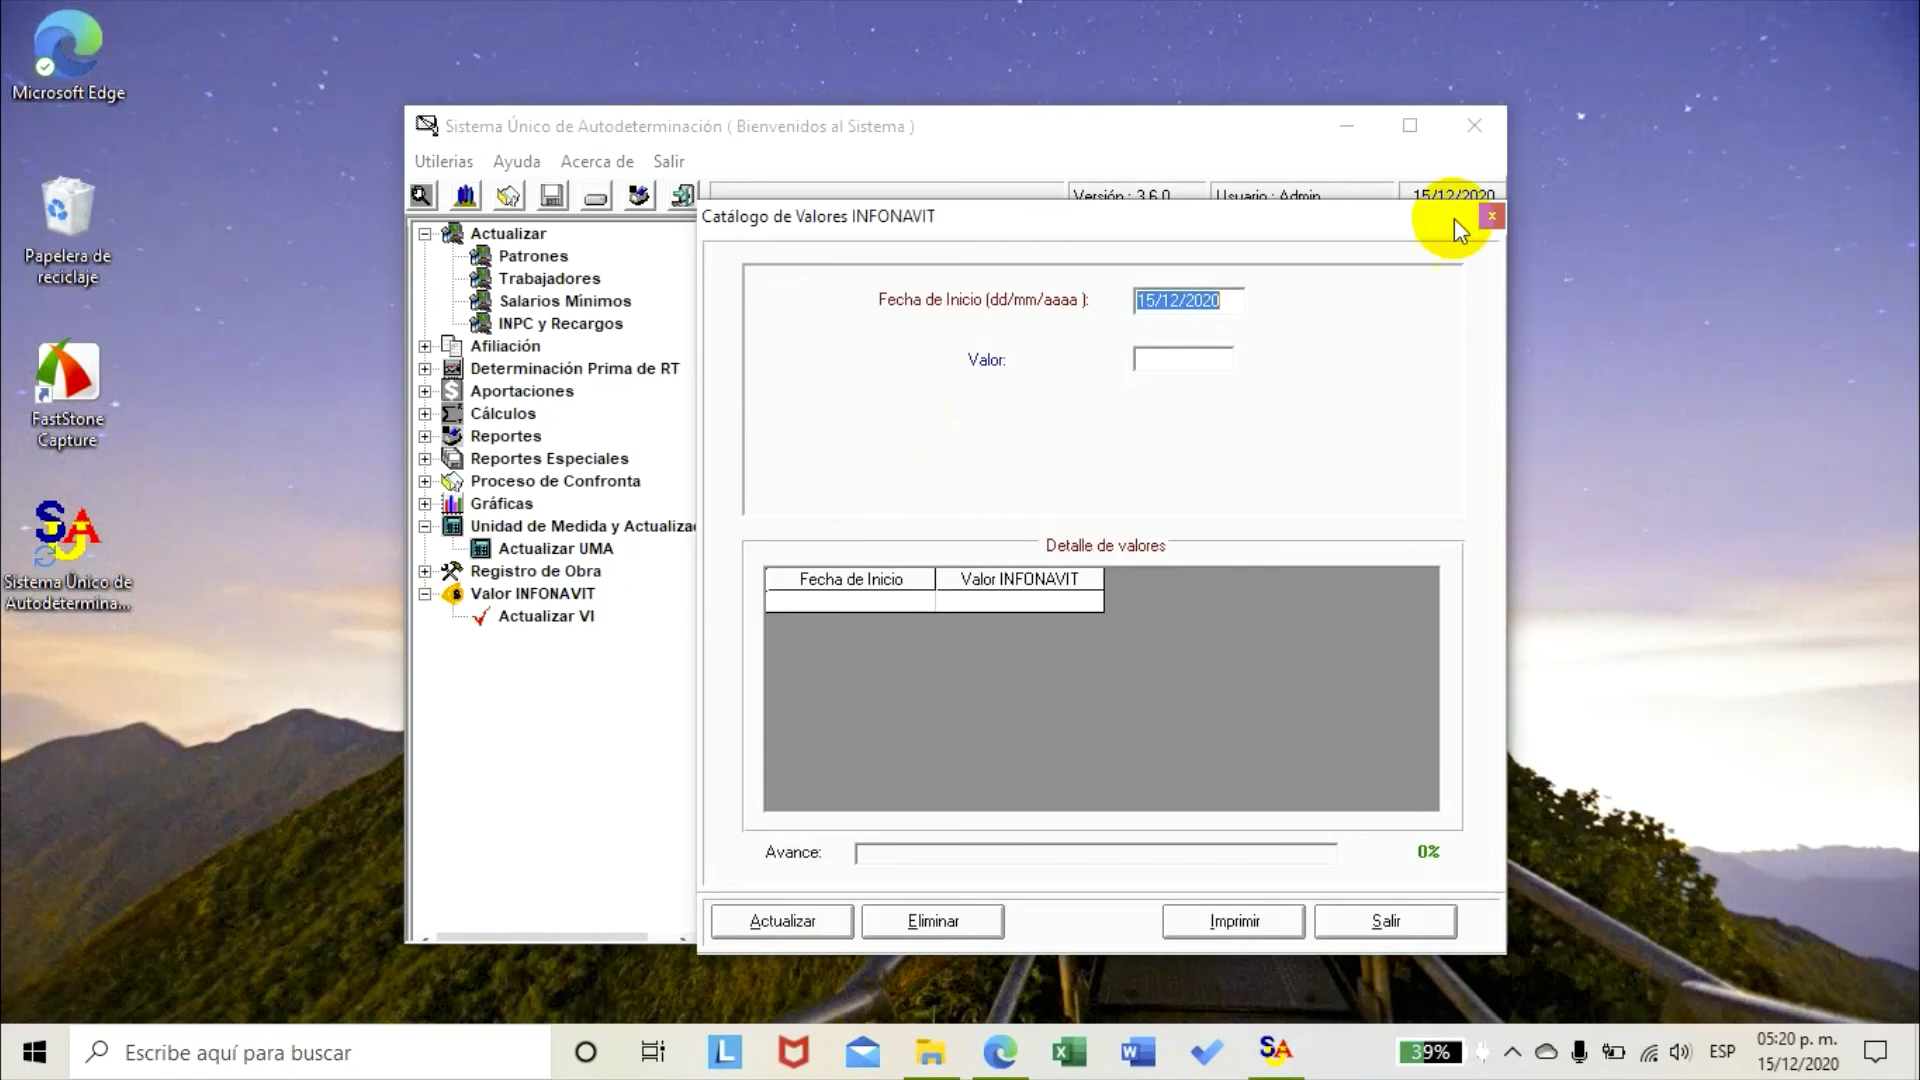 Microsoft Edge
Papelera de
reciclaje
FastStone
Capture
Sistema Único de
Autodetermina...
Sistema Único de Autodeterminación ( Bienvenidos al Sistema )
Utilerias Ayuda Acerca de Salir
Versión : 3.6.0 Usuario : Admin 15/12/2020
Actualizar
Patrones
Trabajadores
Salarios Mínimos
INPC y Recargos
Afiliación
Determinación Prima de RT
Aportaciones
Cálculos
Reportes
Reportes Especiales
Proceso de Confronta
Gráficas
Unidad de Medida y Actualizac
Actualizar UMA
Registro de Obra
Valor INFONAVIT
Actualizar VI
Catálogo de Valores INFONAVIT
Fecha de Inicio (dd/mm/aaaa ): 15/12/2020
Valor:
Detalle de valores
Fecha de Inicio Valor INFONAVIT
Avance: 0%
Actualizar Eliminar Imprimir Salir
Escribe aquí para buscar
39% ESP 05:20 p. m.
15/12/2020